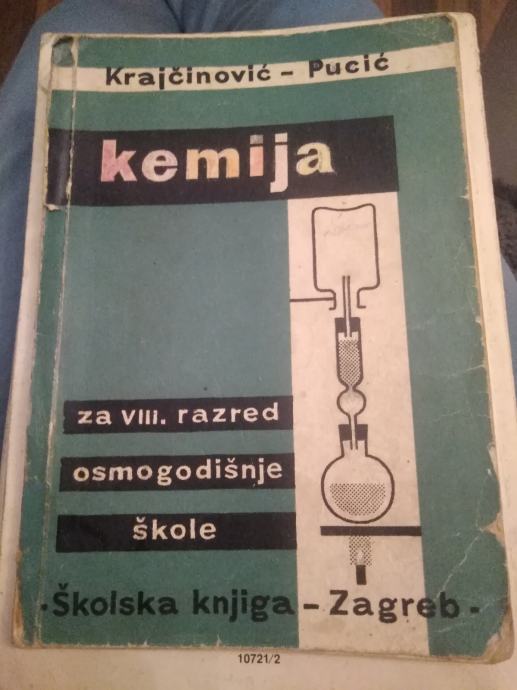 Krajčinović - Pucić
kemija
za VIII. razred
osmogodišnje
škole
·Školska knjiga - Zagreb·
10721/2